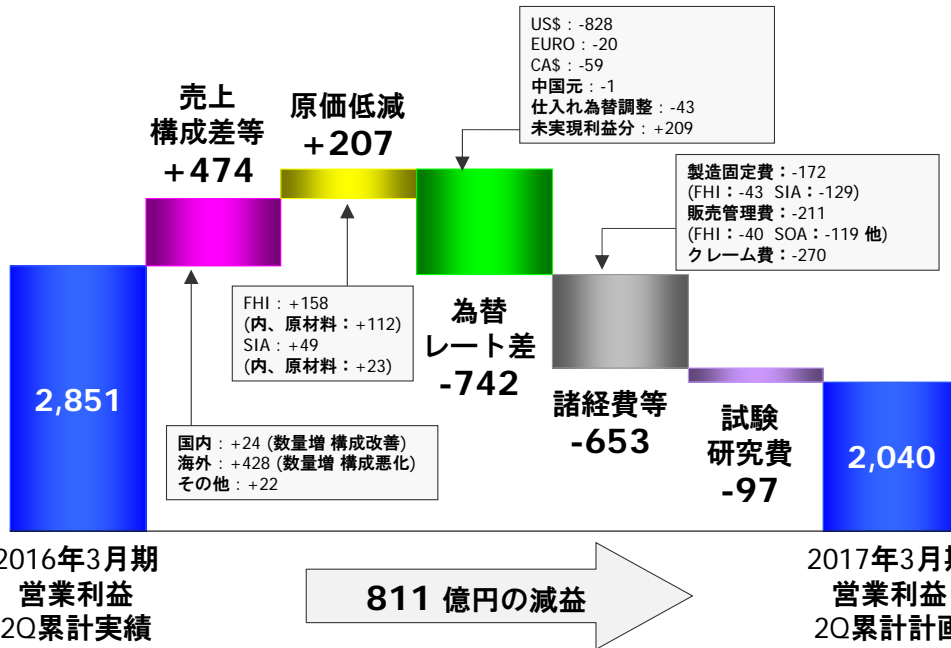 US$：-828
EURO：-20
CA$：-59
中国元：-1
仕入れ為替調整：-43
未実現利益分：+209
売上
構成差等
+474
原価低減
+207
製造固定費：-172
(FHI：-43 SIA：-129)
販売管理費：-211
(FHI：-40 SOA：-119 他)
クレーム費：-270
FHI：+158
(内、原材料：+112)
SIA：+49
(内、原材料：+23)
為替
レート差
-742
2,851
諸経費等
-653
試験
研究費
-97
2,040
国内：+24 (数量増 構成改善)
海外：+428 (数量増 構成悪化)
その他：+22
2016年3月期
営業利益
2Q累計実績
811 億円の減益
2017年3月期
営業利益
2Q累計計画